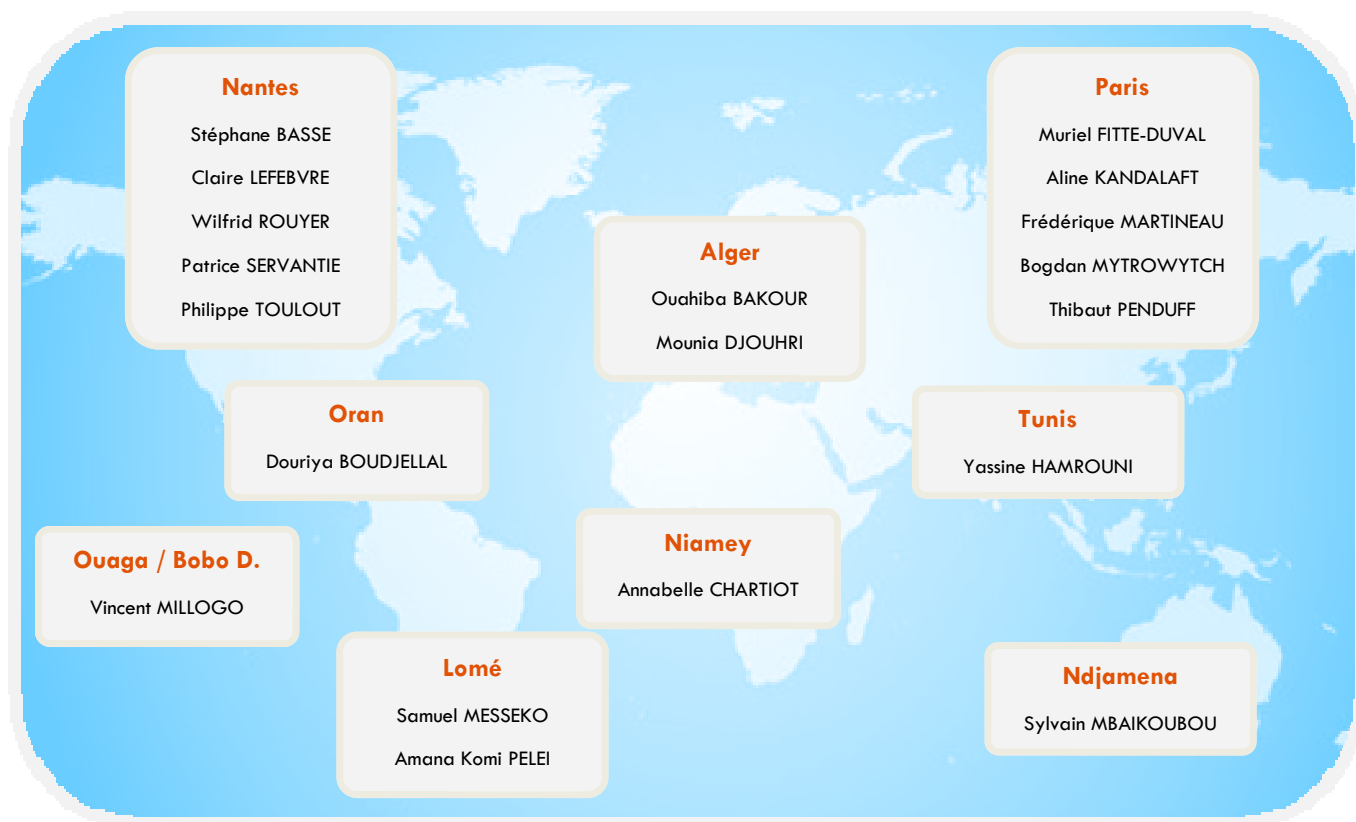 Nantes
Stéphane BASSE
Claire LEFEBVRE
Wilfrid ROUYER
Patrice SERVANTIE
Philippe TOULOUT
Paris
Muriel FITTE-DUVAL
Aline KANDALAFT
Frédérique MARTINEAU
Bogdan MYTROWYTCH
Thibaut PENDUFF
Alger
Ouahiba BAKOUR
Mounia DJOUHRI
Oran
Douriya BOUDJELLAL
Tunis
Yassine HAMROUNI
Ouaga / Bobo D.
Vincent MILLOGO
Niamey
Annabelle CHARTIOT
Lomé
Samuel MESSEKO
Amana Komi PELEI
Ndjamena
Sylvain MBAIKOUBOU